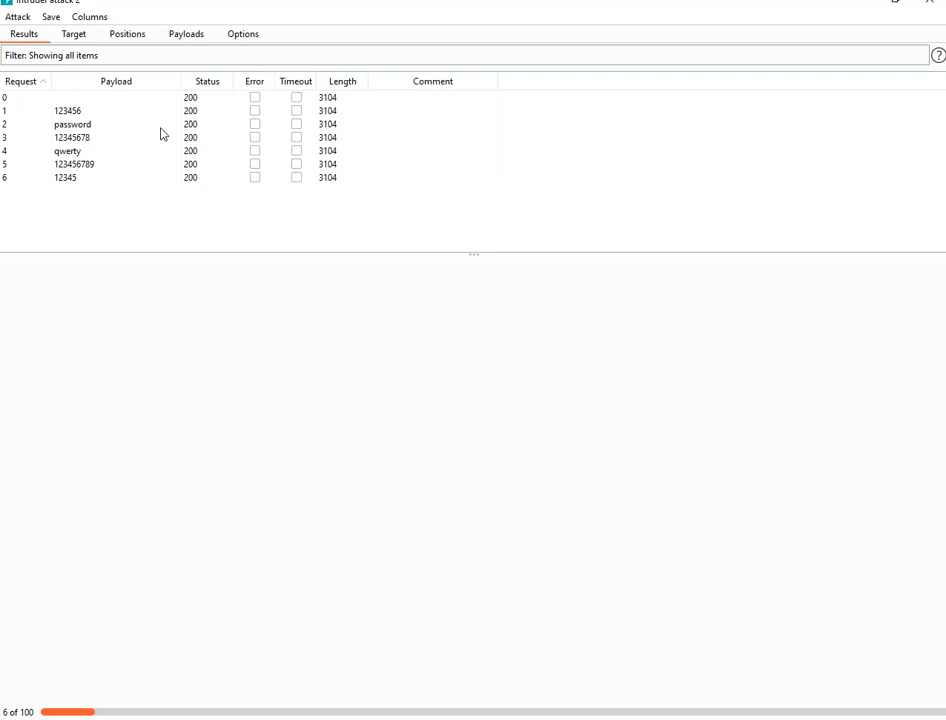 Intruder attack 2
Attack Save Columns
Results Target Positions Payloads Options
Filter: Showing all items ?
Request Payload Status Error Timeout Length Comment
0 200 3104
1 123456 200 3104
2 password 200 3104
3 12345678 200 3104
4 qwerty 200 3104
5 123456789 200 3104
6 12345 200 3104
6 of 100